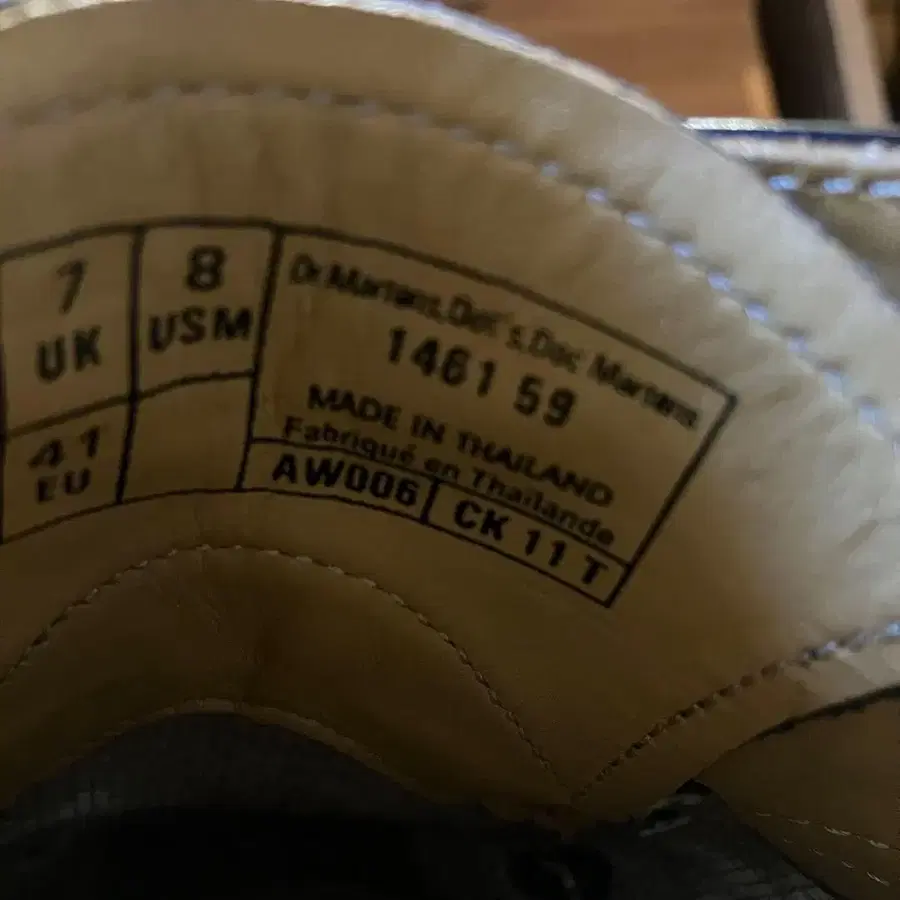 7
UK
8
USM
41
EU
Dr. Martens, Doc's, Doc Martens
1461 59
MADE IN THAILAND
Fabriqué en Thaïlande
AW006
CK 11 T